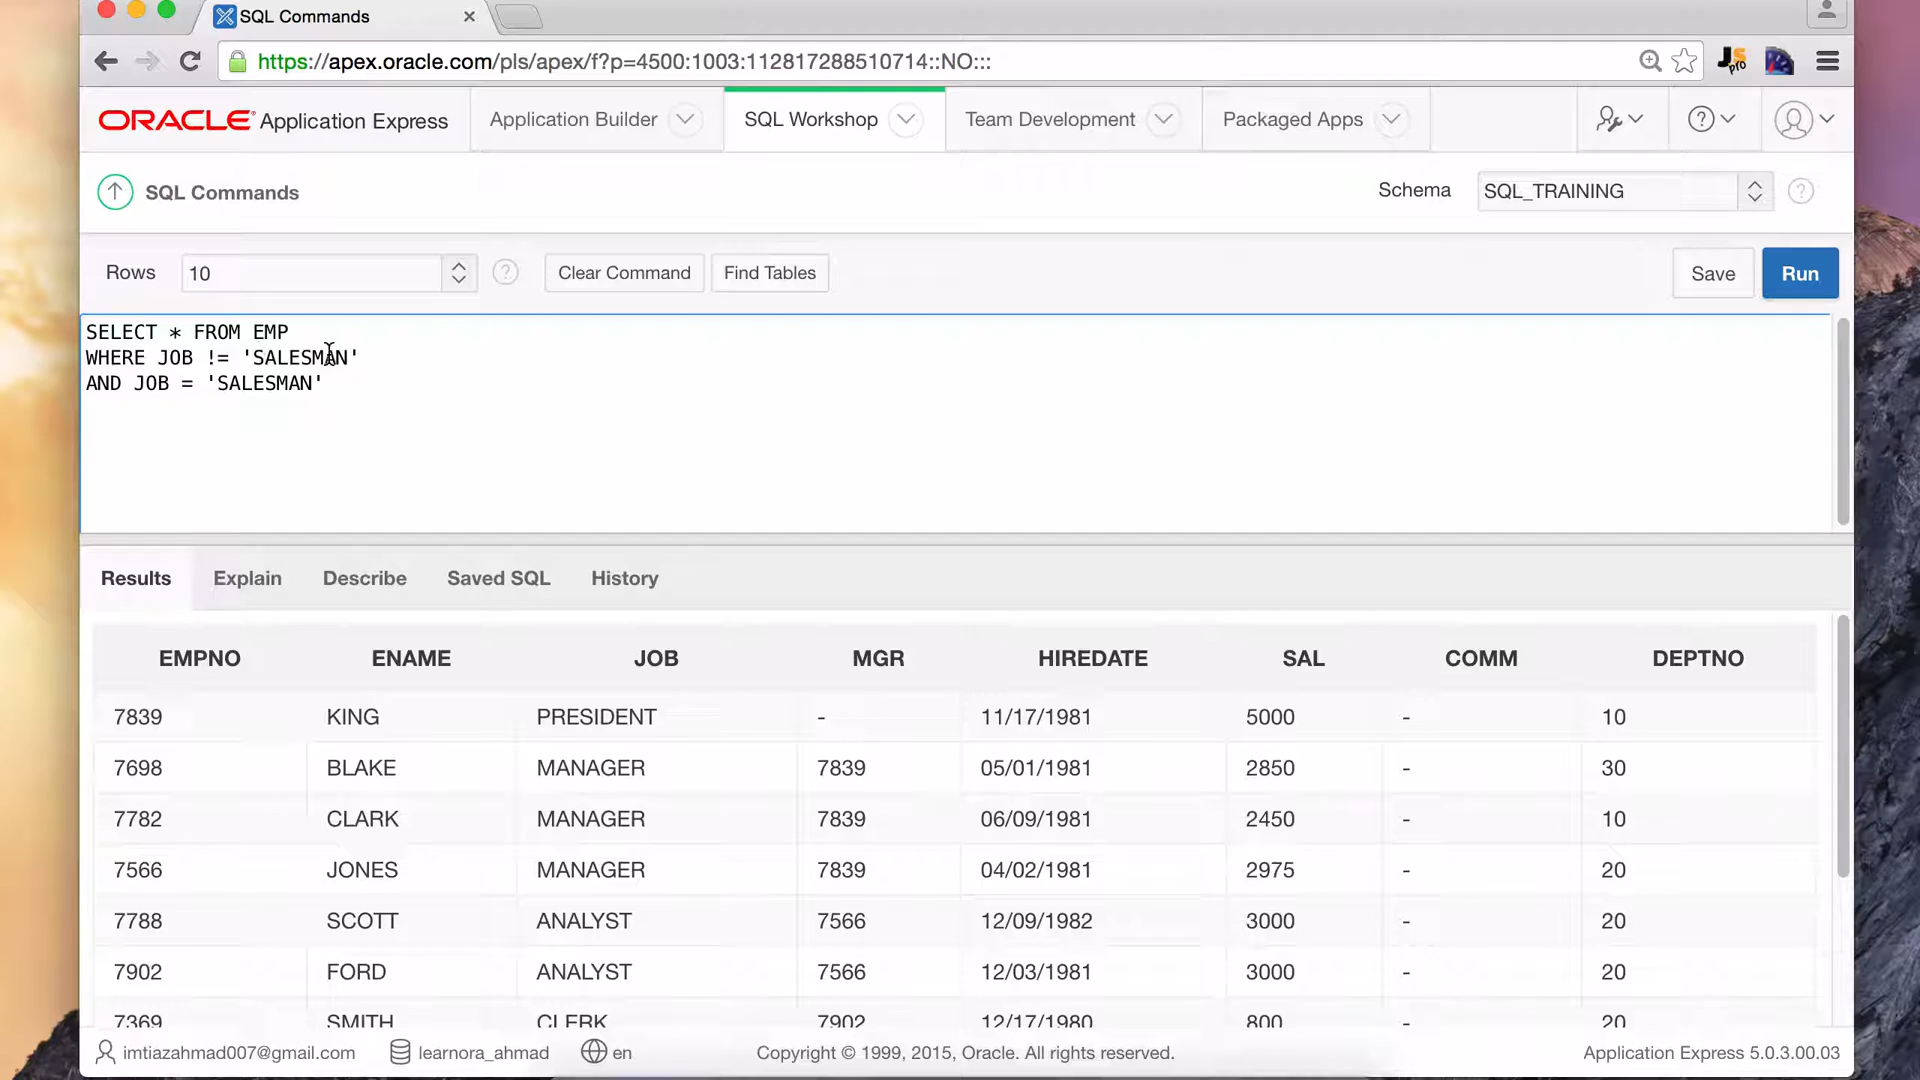 SQL Commands
https://apex.oracle.com/pls/apex/f?p=4500:1003:112817288510714::NO:::
JS pro
ORACLE Application Express Application Builder SQL Workshop Team Development Packaged Apps
SQL Commands Schema SQL_TRAINING
Rows 10 Clear Command Find Tables Save Run
SELECT * FROM EMP
WHERE JOB != 'SALESMAN'
AND JOB = 'SALESMAN'
Results Explain Describe Saved SQL History
EMPNO ENAME JOB MGR HIREDATE SAL COMM DEPTNO
7839 KING PRESIDENT - 11/17/1981 5000 - 10
7698 BLAKE MANAGER 7839 05/01/1981 2850 - 30
7782 CLARK MANAGER 7839 06/09/1981 2450 - 10
7566 JONES MANAGER 7839 04/02/1981 2975 - 20
7788 SCOTT ANALYST 7566 12/09/1982 3000 - 20
7902 FORD ANALYST 7566 12/03/1981 3000 - 20
7369 SMITH CLERK 7902 12/17/1980 800 - 20
imtiazahmad007@gmail.com learnora_ahmad en Copyright © 1999, 2015, Oracle. All rights reserved. Application Express 5.0.3.00.03